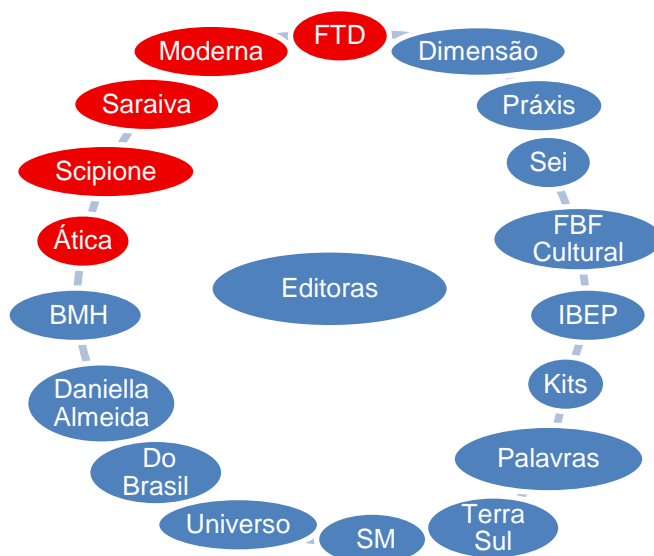 FTD
Dimensão
Práxis
Sei
FBF
Cultural
IBEP
Kits
Palavras
Terra
Sul
SM
Universo
Do
Brasil
Daniella
Almeida
BMH
Ática
Scipione
Saraiva
Moderna
Editoras